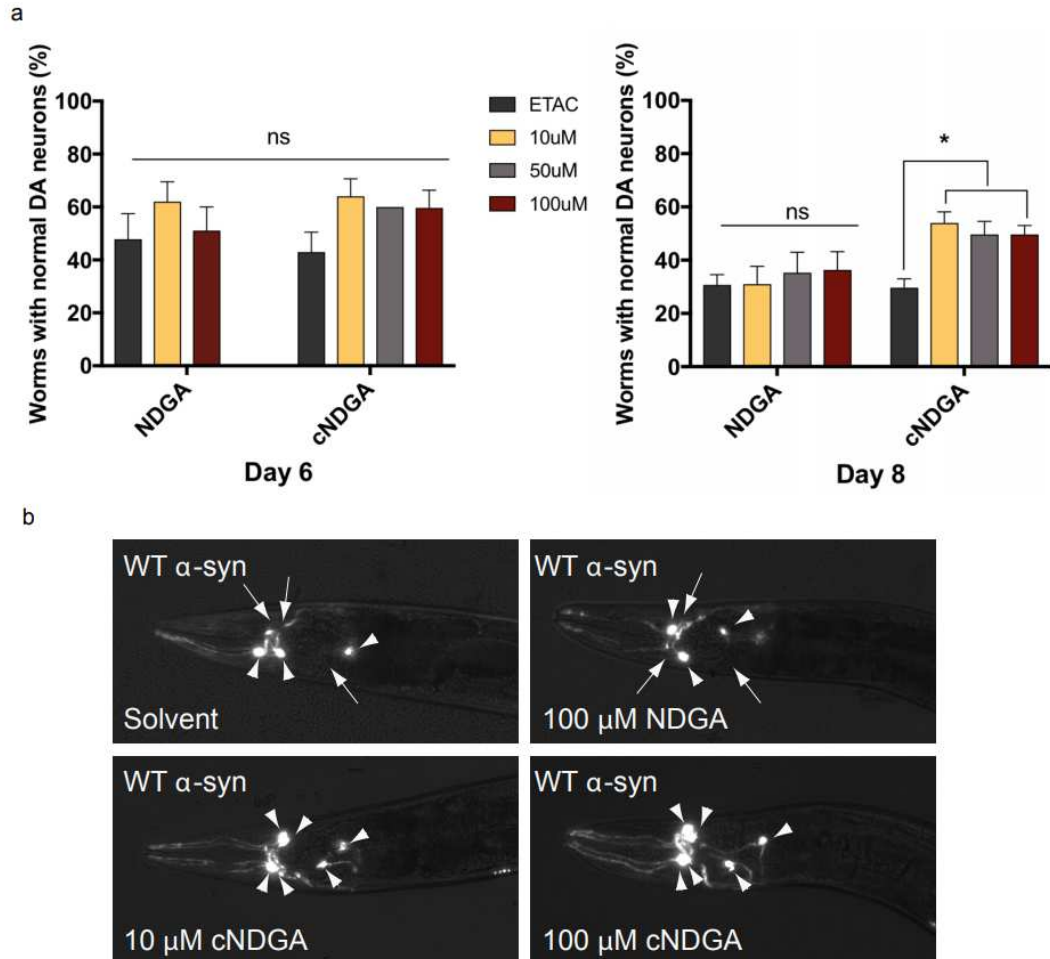 a
Worms with normal DA neurons (%)
100
80
60
40
20
0
ns
NDGA
cNDGA
Day 6
ETAC
10uM
50uM
100uM
Worms with normal DA neurons (%)
100
80
60
40
20
0
ns
*
NDGA
cNDGA
Day 8
b
WT α-syn
Solvent
WT α-syn
100 μM NDGA
WT α-syn
10 μM cNDGA
WT α-syn
100 μM cNDGA